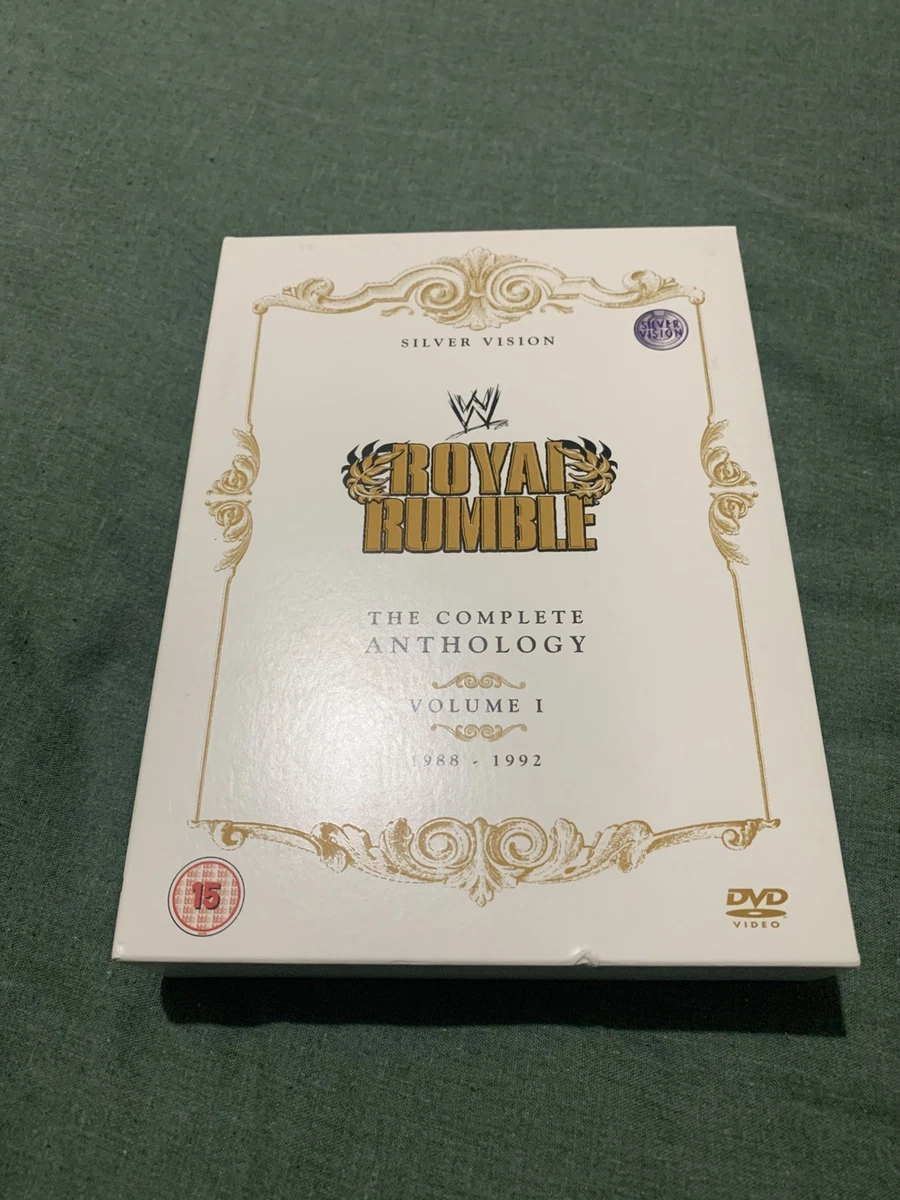 SILVER VISION
SILVER
VISION
W
ROYAL
RUMBLE
THE COMPLETE
ANTHOLOGY
VOLUME I
1988 - 1992
15
DVD
VIDEO